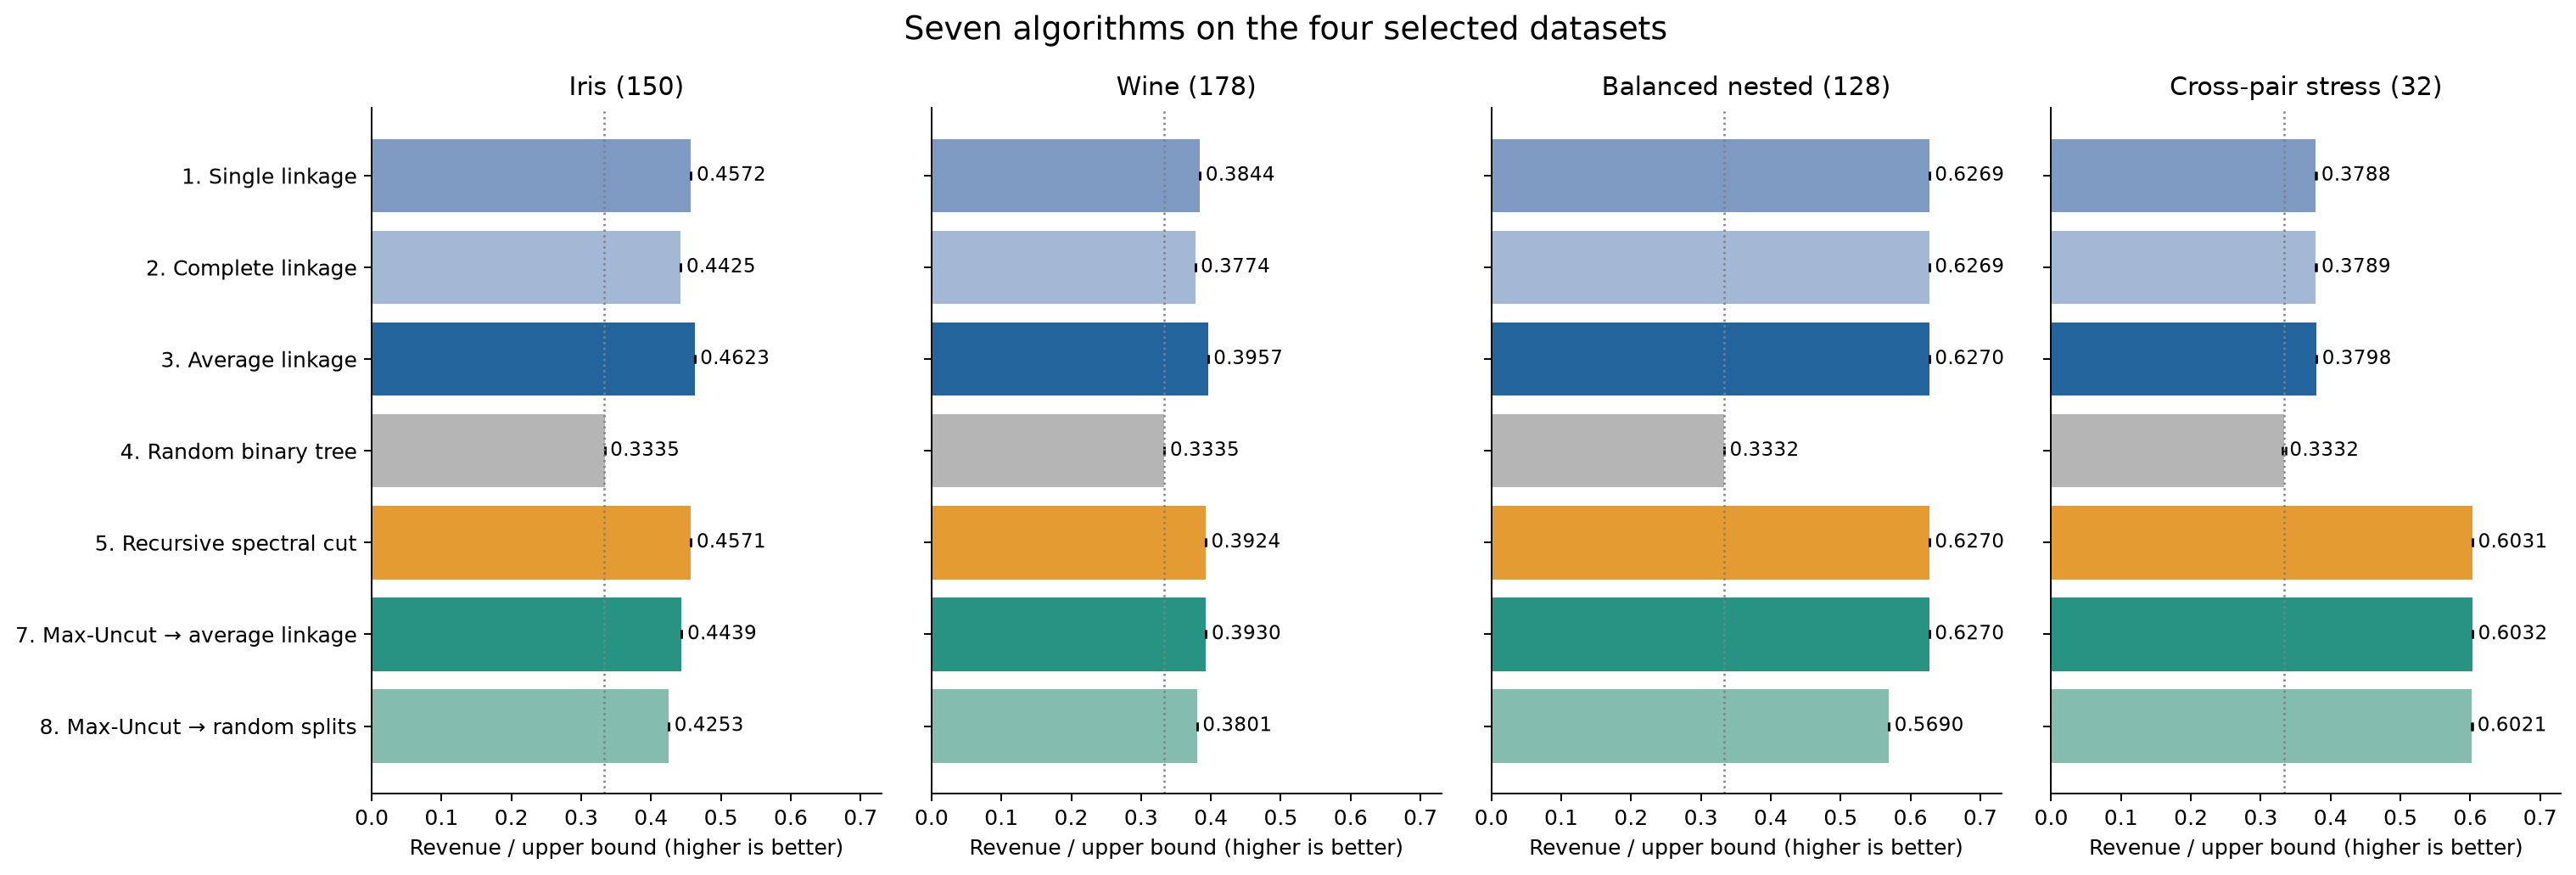 Seven algorithms on the four selected datasets
Iris (150)
1. Single linkage
2. Complete linkage
3. Average linkage
4. Random binary tree
5. Recursive spectral cut
7. Max-Uncut → average linkage
8. Max-Uncut → random splits
0.4572
0.4425
0.4623
0.3335
0.4571
0.4439
0.4253
0.0 0.1 0.2 0.3 0.4 0.5 0.6 0.7
Revenue / upper bound (higher is better)
Wine (178)
0.3844
0.3774
0.3957
0.3335
0.3924
0.3930
0.3801
0.0 0.1 0.2 0.3 0.4 0.5 0.6 0.7
Revenue / upper bound (higher is better)
Balanced nested (128)
0.6269
0.6269
0.6270
0.3332
0.6270
0.6270
0.5690
0.0 0.1 0.2 0.3 0.4 0.5 0.6 0.7
Revenue / upper bound (higher is better)
Cross-pair stress (32)
0.3788
0.3789
0.3798
0.3332
0.6031
0.6032
0.6021
0.0 0.1 0.2 0.3 0.4 0.5 0.6 0.7
Revenue / upper bound (higher is better)